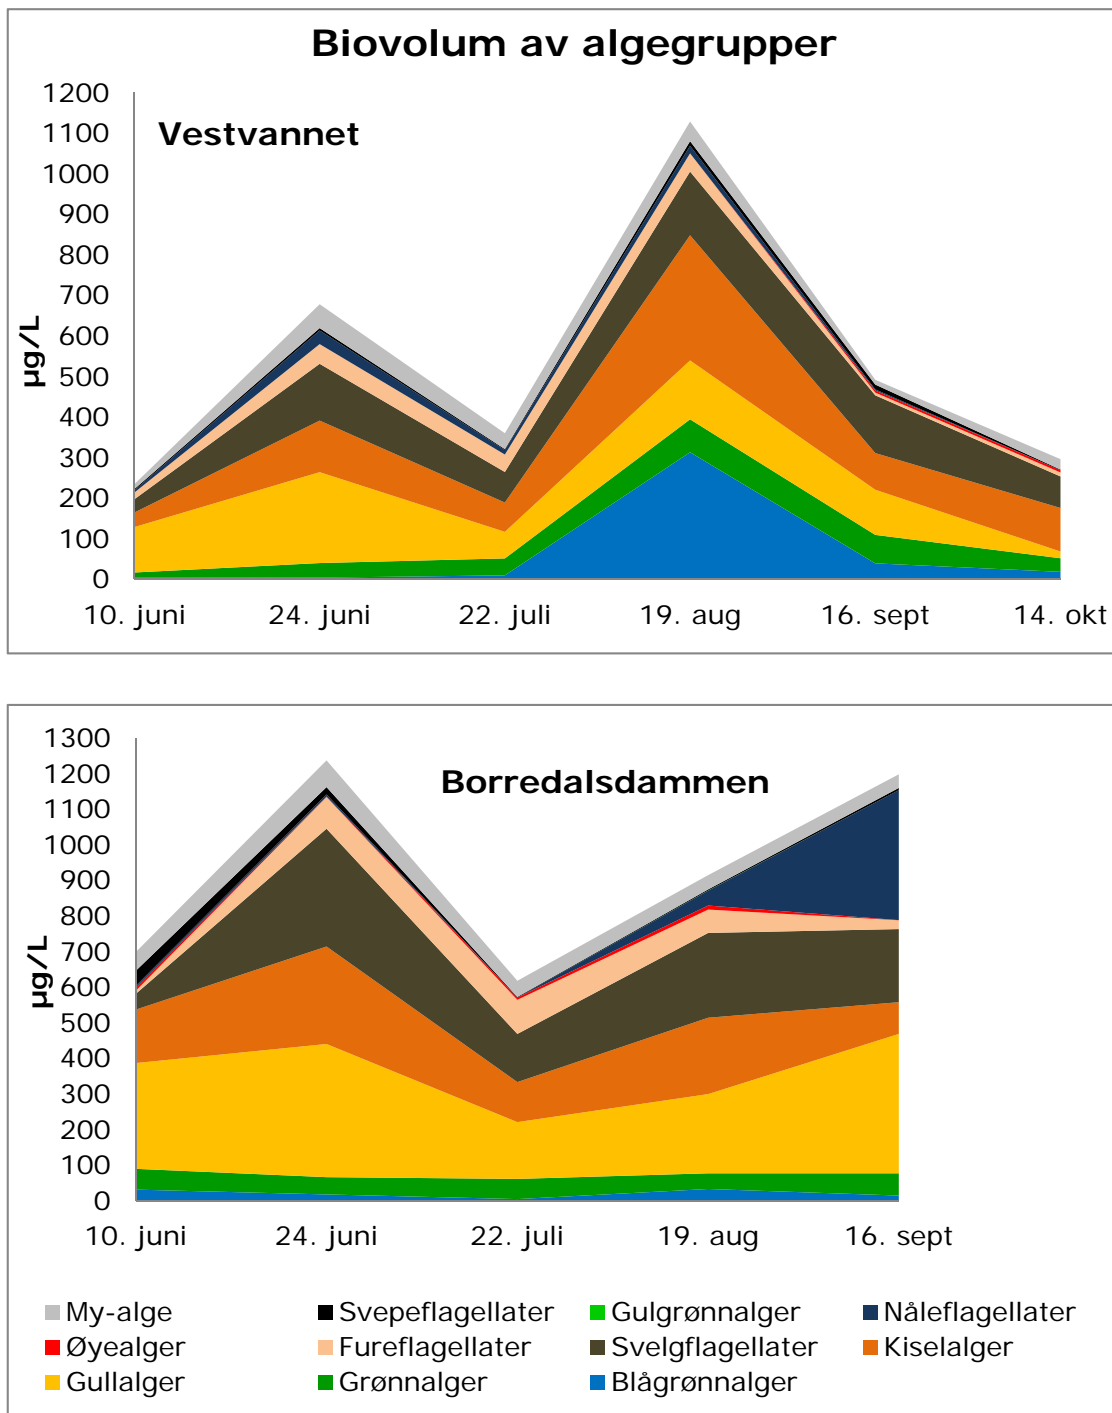 Biovolum av algegrupper
Vestvannet
µg/L
1200
1100
1000
900
800
700
600
500
400
300
200
100
0
10. juni 24. juni 22. juli 19. aug 16. sept 14. okt
Borredalsdammen
µg/L
1300
1200
1100
1000
900
800
700
600
500
400
300
200
100
0
10. juni 24. juni 22. juli 19. aug 16. sept
My-alge Svepeflagellater Gulgrønnalger Nåleflagellater
Øyealger Fureflagellater Svelgflagellater Kiselalger
Gullalger Grønnalger Blågrønnalger